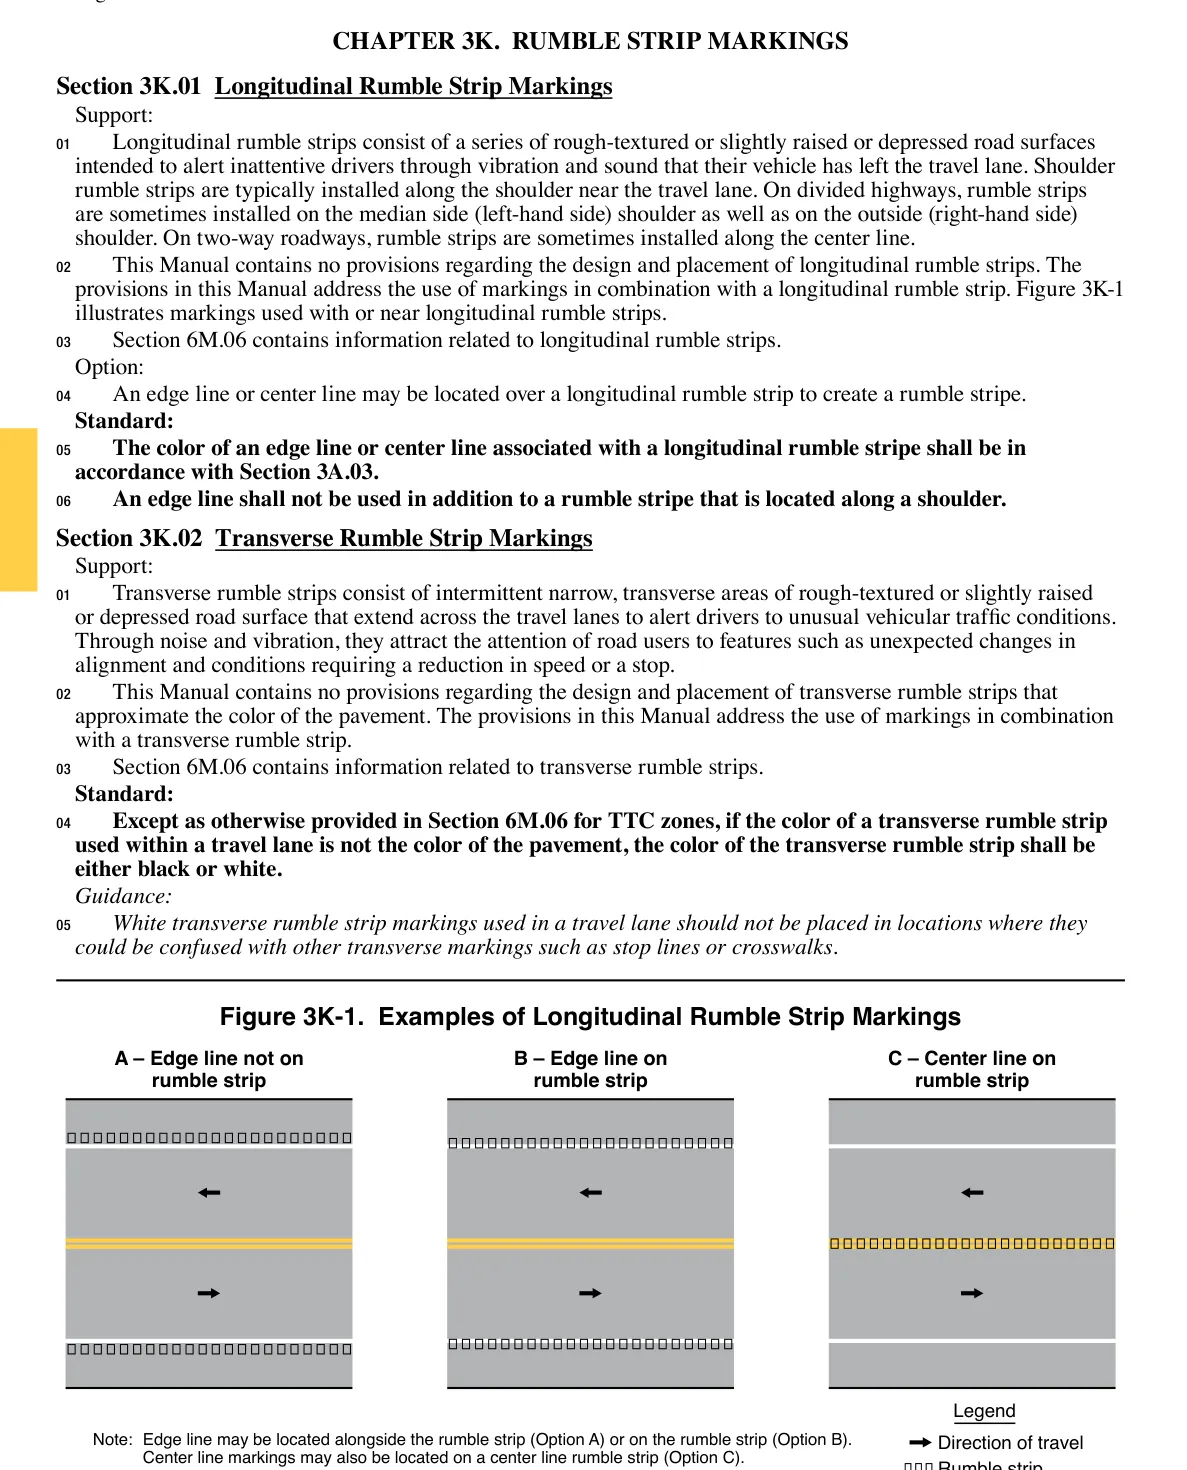 CHAPTER 3K. RUMBLE STRIP MARKINGS
Section 3K.01 Longitudinal Rumble Strip Markings
Support:
01 Longitudinal rumble strips consist of a series of rough-textured or slightly raised or depressed road surfaces
intended to alert inattentive drivers through vibration and sound that their vehicle has left the travel lane. Shoulder
rumble strips are typically installed along the shoulder near the travel lane. On divided highways, rumble strips
are sometimes installed on the median side (left-hand side) shoulder as well as on the outside (right-hand side)
shoulder. On two-way roadways, rumble strips are sometimes installed along the center line.
02 This Manual contains no provisions regarding the design and placement of longitudinal rumble strips. The
provisions in this Manual address the use of markings in combination with a longitudinal rumble strip. Figure 3K-1
illustrates markings used with or near longitudinal rumble strips.
03 Section 6M.06 contains information related to longitudinal rumble strips.
Option:
04 An edge line or center line may be located over a longitudinal rumble strip to create a rumble stripe.
Standard:
05 The color of an edge line or center line associated with a longitudinal rumble stripe shall be in
accordance with Section 3A.03.
06 An edge line shall not be used in addition to a rumble stripe that is located along a shoulder.
Section 3K.02 Transverse Rumble Strip Markings
Support:
01 Transverse rumble strips consist of intermittent narrow, transverse areas of rough-textured or slightly raised
or depressed road surface that extend across the travel lanes to alert drivers to unusual vehicular traffic conditions.
Through noise and vibration, they attract the attention of road users to features such as unexpected changes in
alignment and conditions requiring a reduction in speed or a stop.
02 This Manual contains no provisions regarding the design and placement of transverse rumble strips that
approximate the color of the pavement. The provisions in this Manual address the use of markings in combination
with a transverse rumble strip.
03 Section 6M.06 contains information related to transverse rumble strips.
Standard:
04 Except as otherwise provided in Section 6M.06 for TTC zones, if the color of a transverse rumble strip
used within a travel lane is not the color of the pavement, the color of the transverse rumble strip shall be
either black or white.
Guidance:
05 White transverse rumble strip markings used in a travel lane should not be placed in locations where they
could be confused with other transverse markings such as stop lines or crosswalks.
Figure 3K-1. Examples of Longitudinal Rumble Strip Markings
A – Edge line not on
rumble strip
B – Edge line on
rumble strip
C – Center line on
rumble strip
Legend
Note: Edge line may be located alongside the rumble strip (Option A) or on the rumble strip (Option B).
Center line markings may also be located on a center line rumble strip (Option C).
Direction of travel
Rumble strip